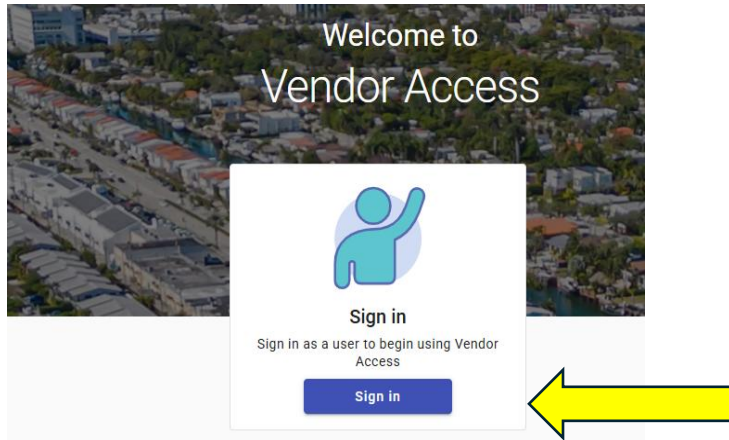 Welcome to
Vendor Access
Sign in
Sign in as a user to begin using Vendor
Access
Sign in